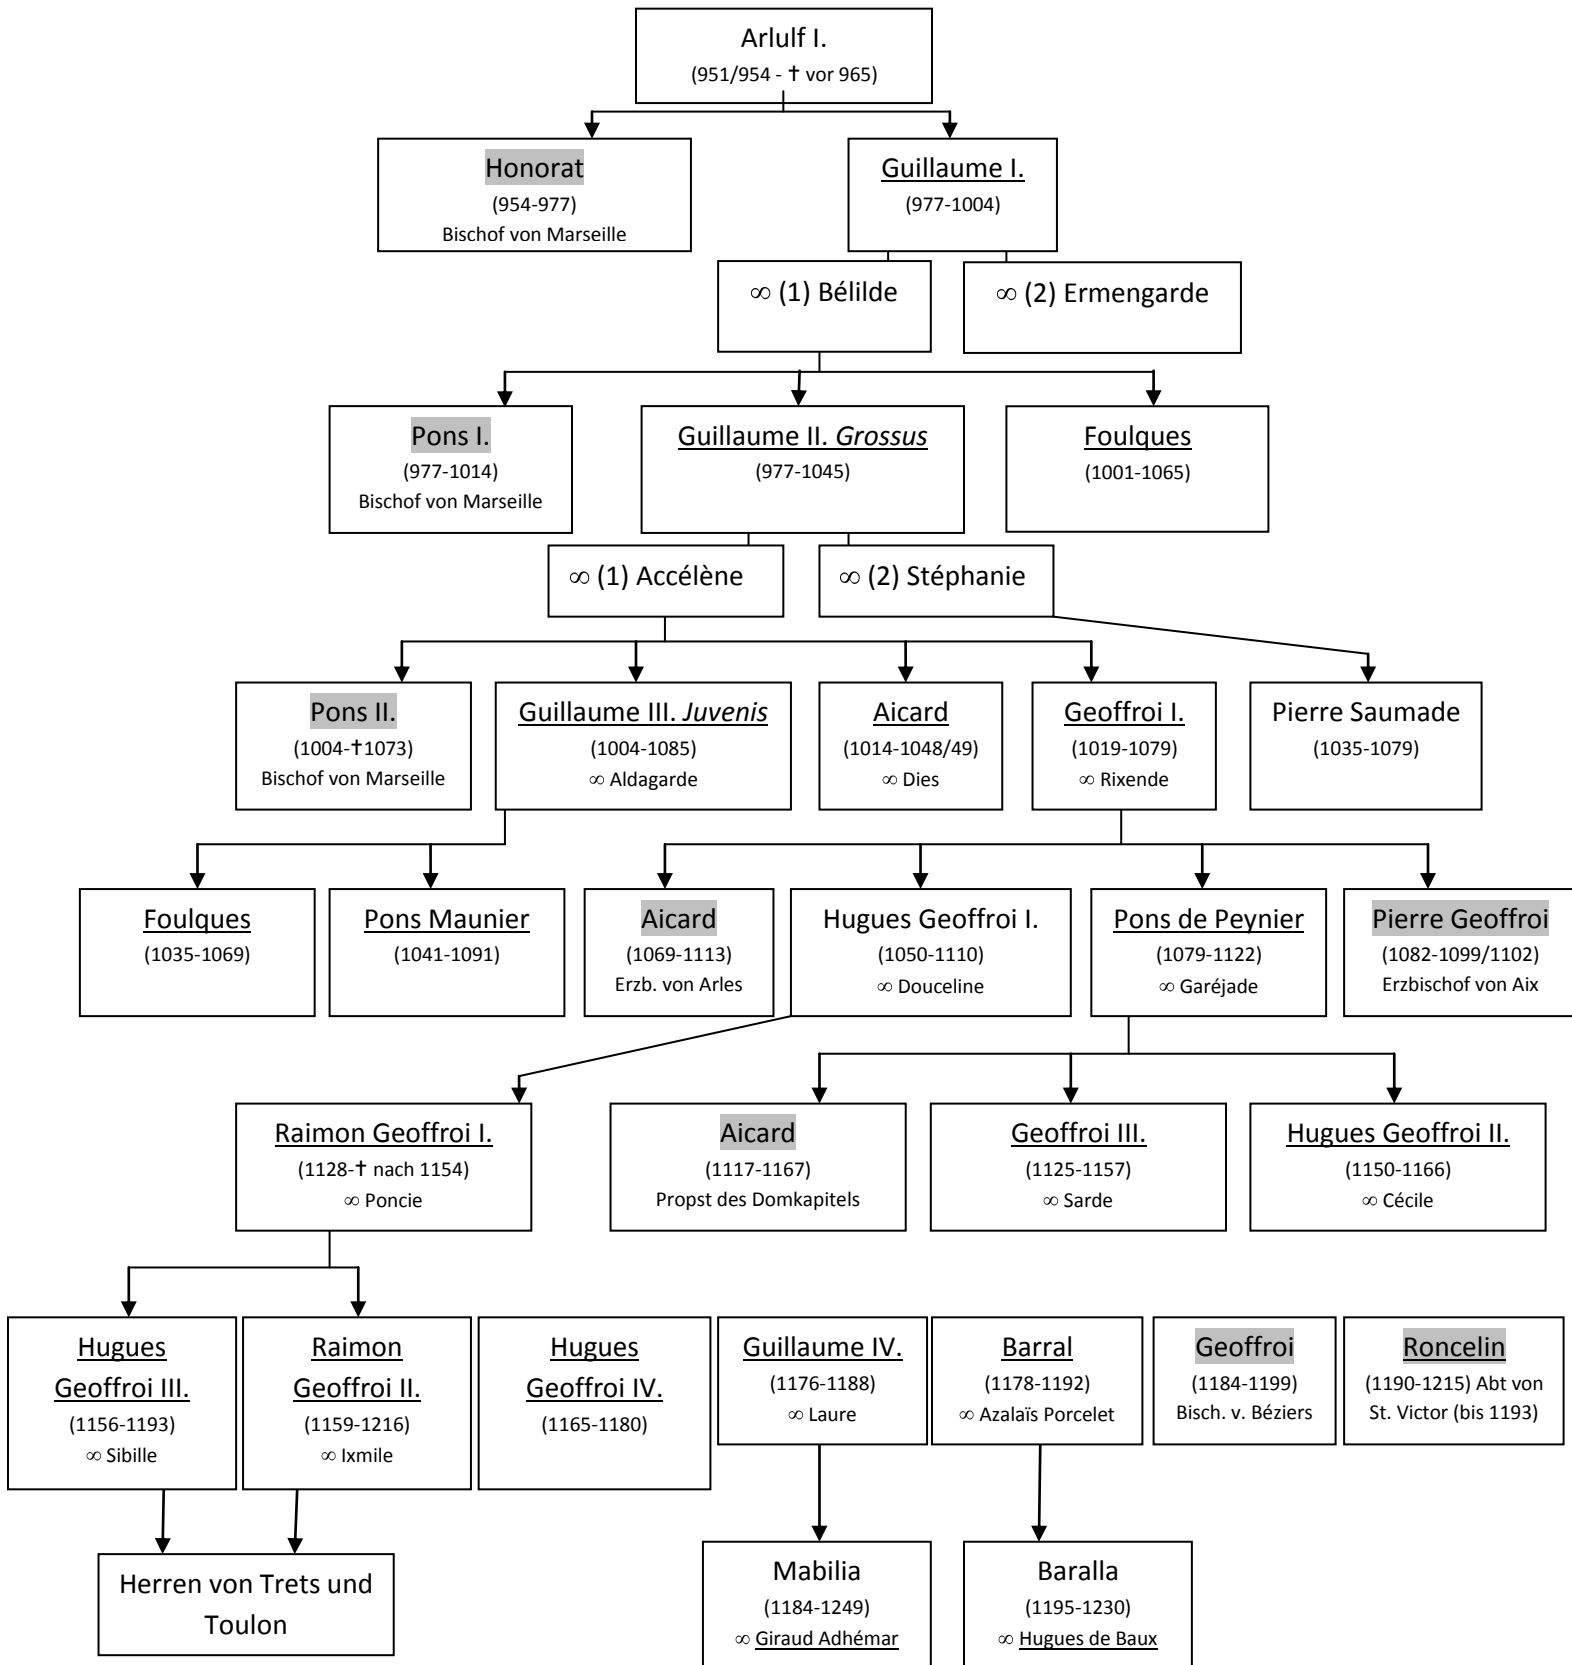 Arlulf I.
(951/954 - † vor 965)
Honorat
(954-977)
Bischof von Marseille
Guillaume I.
(977-1004)
∞ (1) Bélilde
∞ (2) Ermengarde
Pons I.
(977-1014)
Bischof von Marseille
Guillaume II. Grossus
(977-1045)
Foulques
(1001-1065)
∞ (1) Accélène
∞ (2) Stéphanie
Pons II.
(1004-†1073)
Bischof von Marseille
Guillaume III. Juvenis
(1004-1085)
∞ Aldagarde
Aicard
(1014-1048/49)
∞ Dies
Geoffroi I.
(1019-1079)
∞ Rixende
Pierre Saumade
(1035-1079)
Foulques
(1035-1069)
Pons Maunier
(1041-1091)
Aicard
(1069-1113)
Erzb. von Arles
Hugues Geoffroi I.
(1050-1110)
∞ Douceline
Pons de Peynier
(1079-1122)
∞ Garéjade
Pierre Geoffroi
(1082-1099/1102)
Erzbischof von Aix
Raimon Geoffroi I.
(1128-† nach 1154)
∞ Poncie
Aicard
(1117-1167)
Propst des Domkapitels
Geoffroi III.
(1125-1157)
∞ Sarde
Hugues Geoffroi II.
(1150-1166)
∞ Cécile
Hugues
Geoffroi III.
(1156-1193)
∞ Sibille
Raimon
Geoffroi II.
(1159-1216)
∞ Ixmile
Hugues
Geoffroi IV.
(1165-1180)
Guillaume IV.
(1176-1188)
∞ Laure
Barral
(1178-1192)
∞ Azalaïs Porcelet
Geoffroi
(1184-1199)
Bisch. v. Béziers
Roncelin
(1190-1215) Abt von
St. Victor (bis 1193)
Herren von Trets und
Toulon
Mabilia
(1184-1249)
∞ Giraud Adhémar
Baralla
(1195-1230)
∞ Hugues de Baux